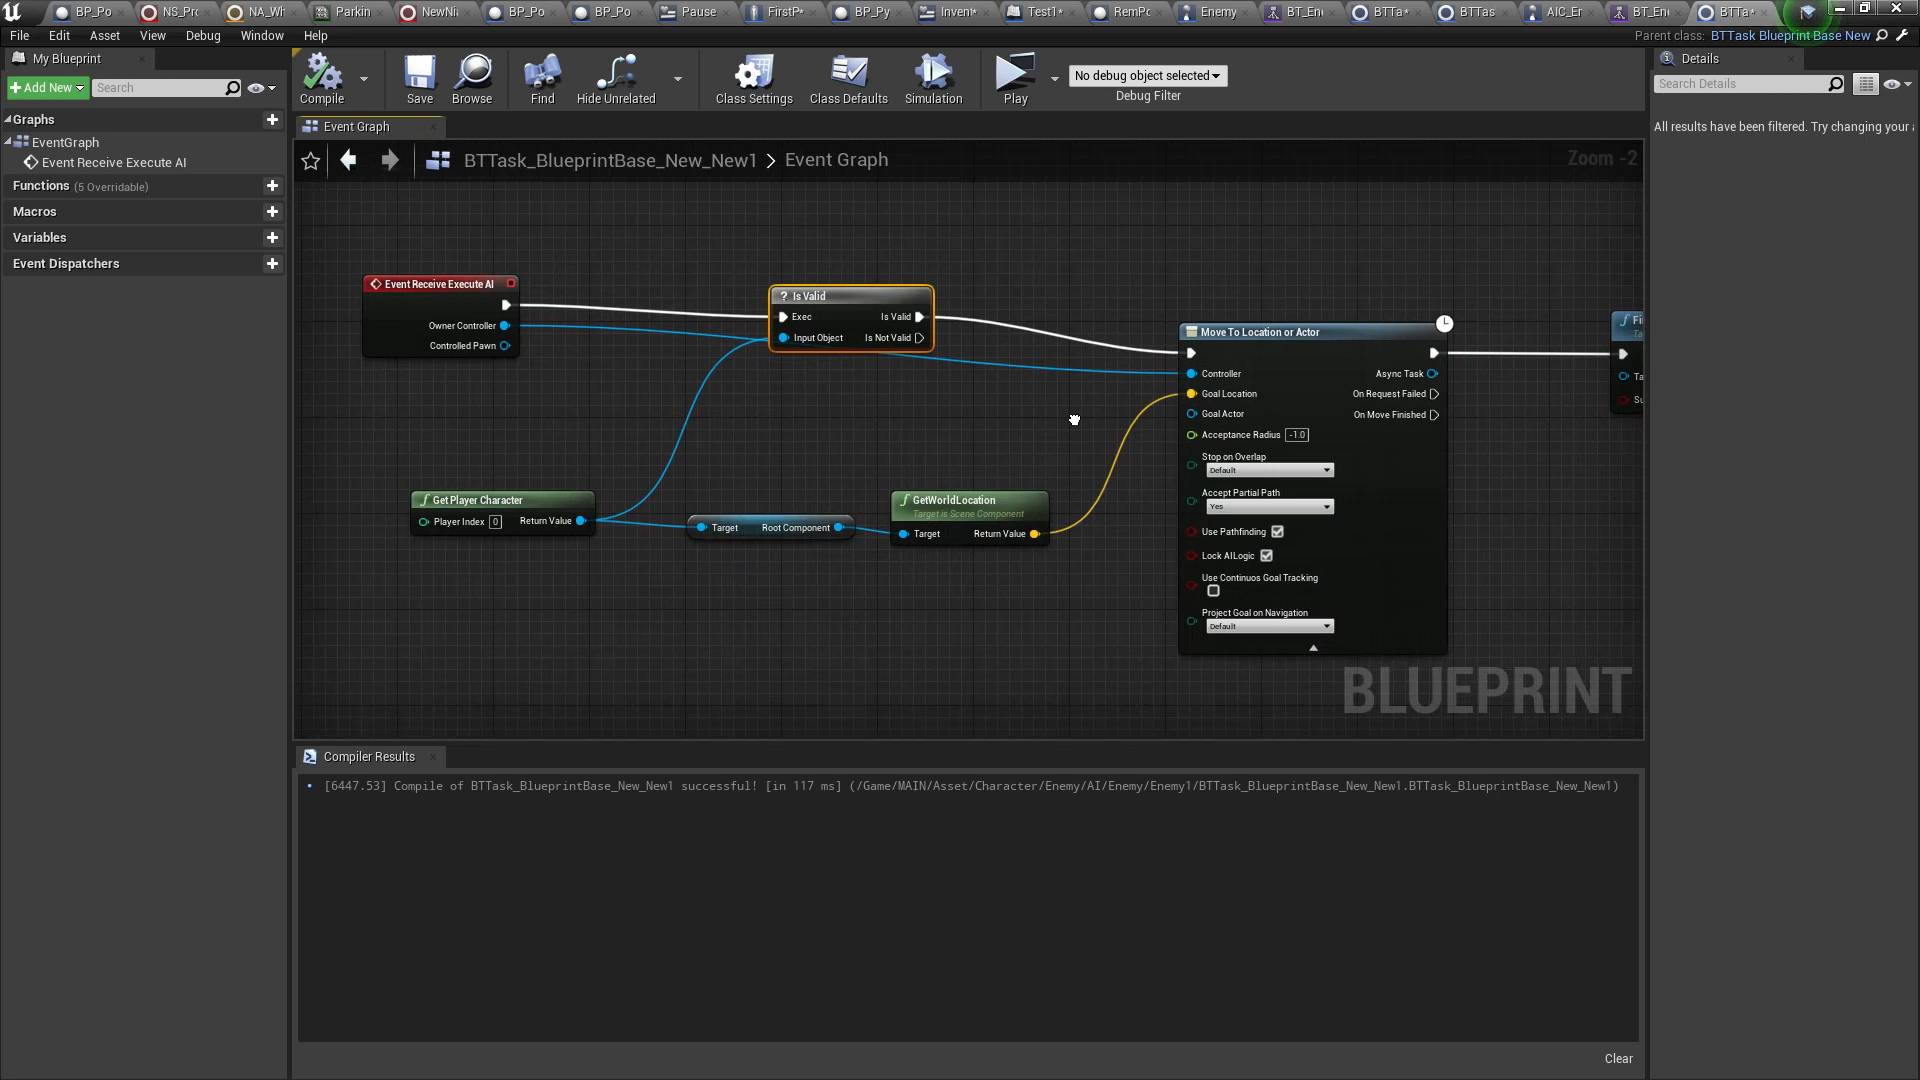 BP_Po
NS_Pr
NA_Wh
Parkin
NewNi
BP_Po
BP_Po
Pause
FirstP*
BP_Py
Invent*
Test1*
RemPo
Enemy
BT_En
BTTa*
BTTas
AIC_Er
BT_En
BTTa*
File Edit Asset View Debug Window Help
Parent class: BTTask Blueprint Base New
My Blueprint
+ Add New
Search
Graphs
EventGraph
Event Receive Execute AI
Functions (5 Overridable)
Macros
Variables
Event Dispatchers
Compile
Save
Browse
Find
Hide Unrelated
Class Settings
Class Defaults
Simulation
Play
No debug object selected
Debug Filter
Event Graph
BTTask_BlueprintBase_New_New1 > Event Graph
Zoom -2
Event Receive Execute AI
Owner Controller
Controlled Pawn
? Is Valid
Exec Is Valid
Input Object Is Not Valid
Get Player Character
Player Index 0 Return Value
Target Root Component
GetWorldLocation
Target is Scene Component
Target Return Value
Move To Location or Actor
Controller Async Task
Goal Location On Request Failed
Goal Actor On Move Finished
Acceptance Radius -1.0
Stop on Overlap
Default
Accept Partial Path
Yes
Use Pathfinding
Lock AILogic
Use Continuos Goal Tracking
Project Goal on Navigation
Default
Fi
Ta
Ta
Su
BLUEPRINT
Compiler Results
[6447.53] Compile of BTTask_BlueprintBase_New_New1 successful! [in 117 ms] (/Game/MAIN/Asset/Character/Enemy/AI/Enemy/Enemy1/BTTask_BlueprintBase_New_New1.BTTask_BlueprintBase_New_New1)
Clear
Details
Search Details
All results have been filtered. Try changing your